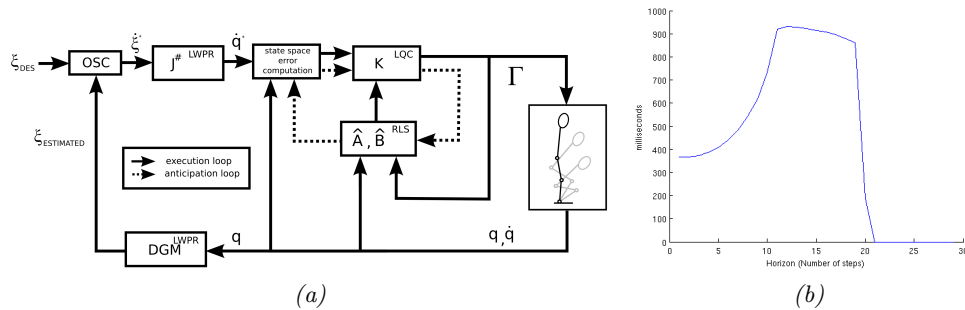 ξ̇* LWPR q̇* state space LQC
ξDES OSC J# error K
computation
Γ
RLS
Â , B̂
ξESTIMATED
execution loop
anticipation loop
LWPR
DGM q q,q̇
(a)
1000
900
800
700
600
500
400
300
200
100
0
milliseconds
0 5 10 15 20 25 30
Horizon (Number of steps)
(b)